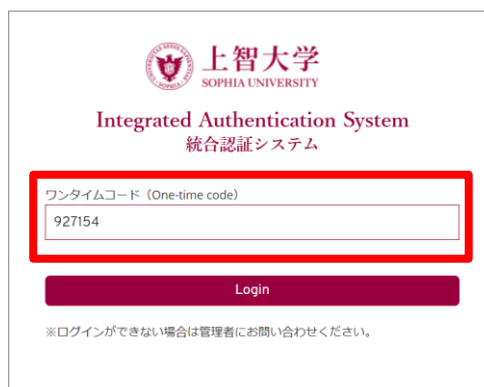 上智大学
SOPHIA UNIVERSITY
Integrated Authentication System
統合認証システム
ワンタイムコード（One-time code）
927154
Login
※ログインができない場合は管理者にお問い合わせください。